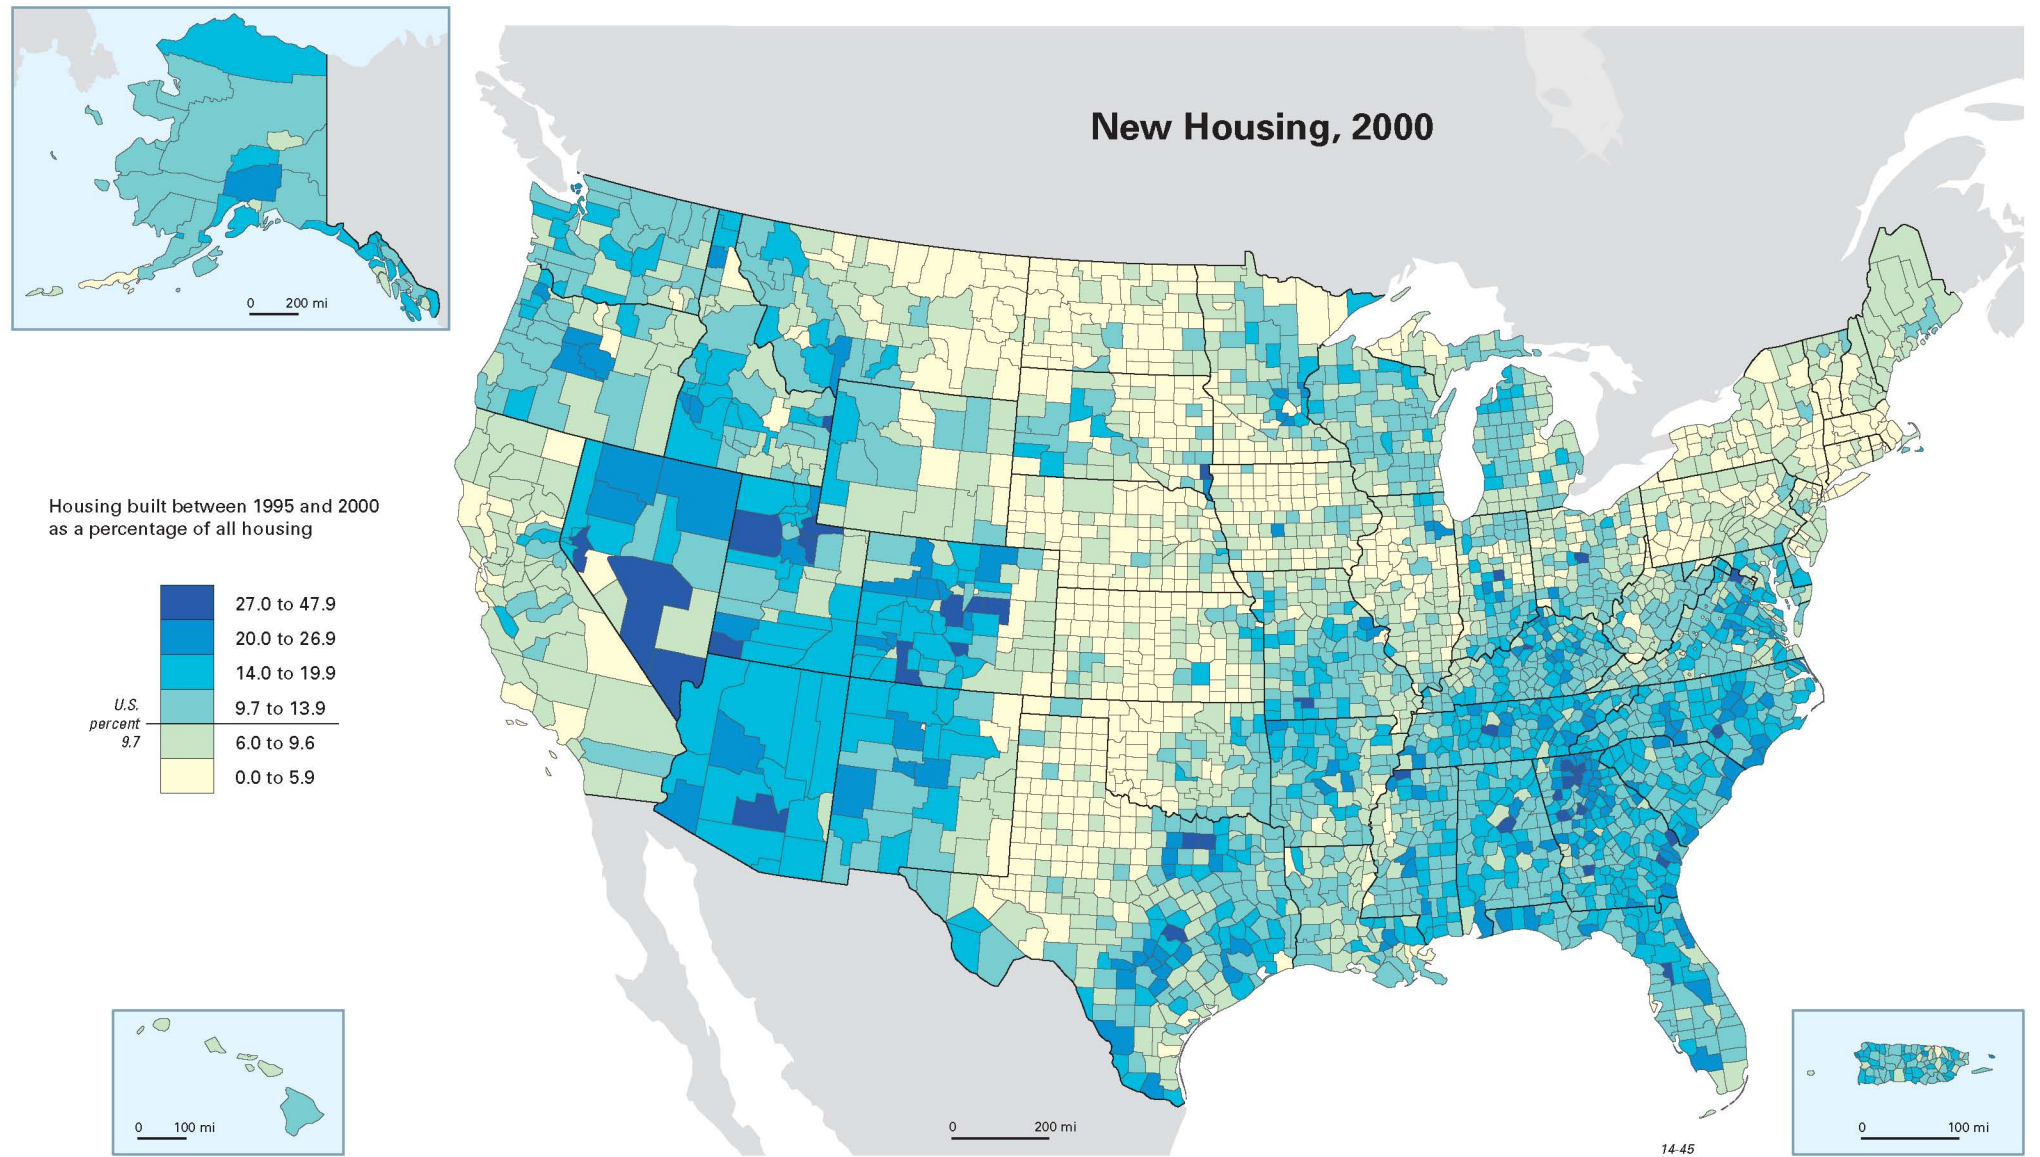 New Housing, 2000
0 200 mi
Housing built between 1995 and 2000
as a percentage of all housing
27.0 to 47.9
20.0 to 26.9
14.0 to 19.9
9.7 to 13.9
6.0 to 9.6
0.0 to 5.9
U.S.
percent
9.7
0 100 mi
0 200 mi
0 100 mi
14-45